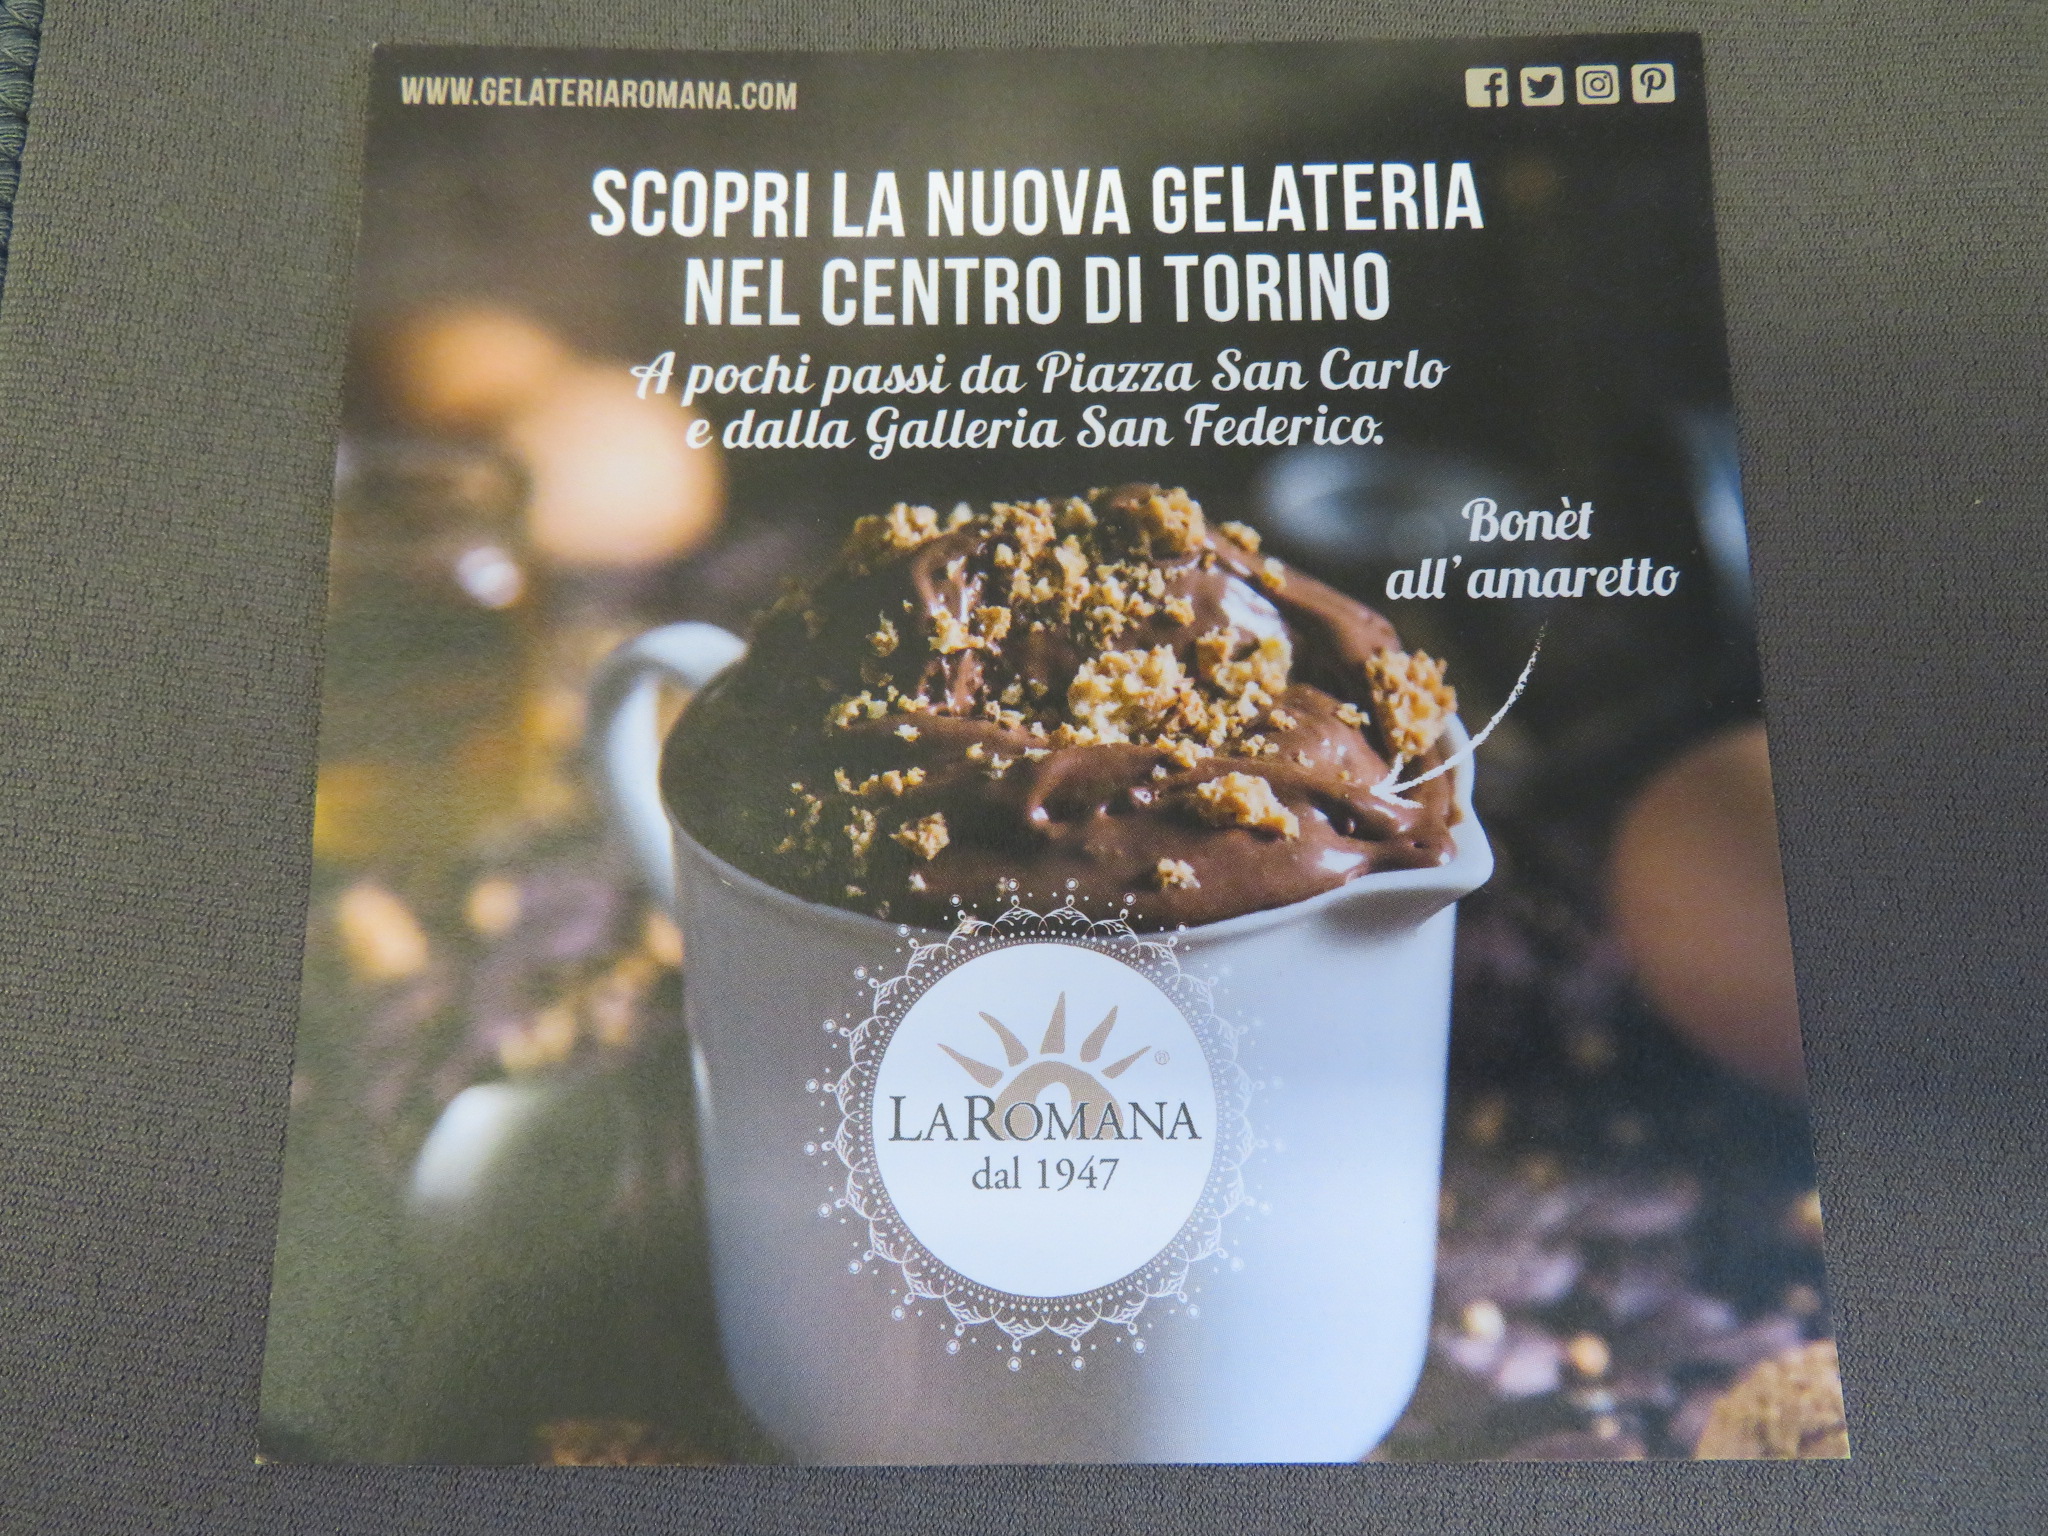 WWW.GELATERIAROMANA.COM
SCOPRI LA NUOVA GELATERIA
NEL CENTRO DI TORINO
A pochi passi da Piazza San Carlo
e dalla Galleria San Federico.
Bonèt
all'amaretto
LAROMANA®
dal 1947